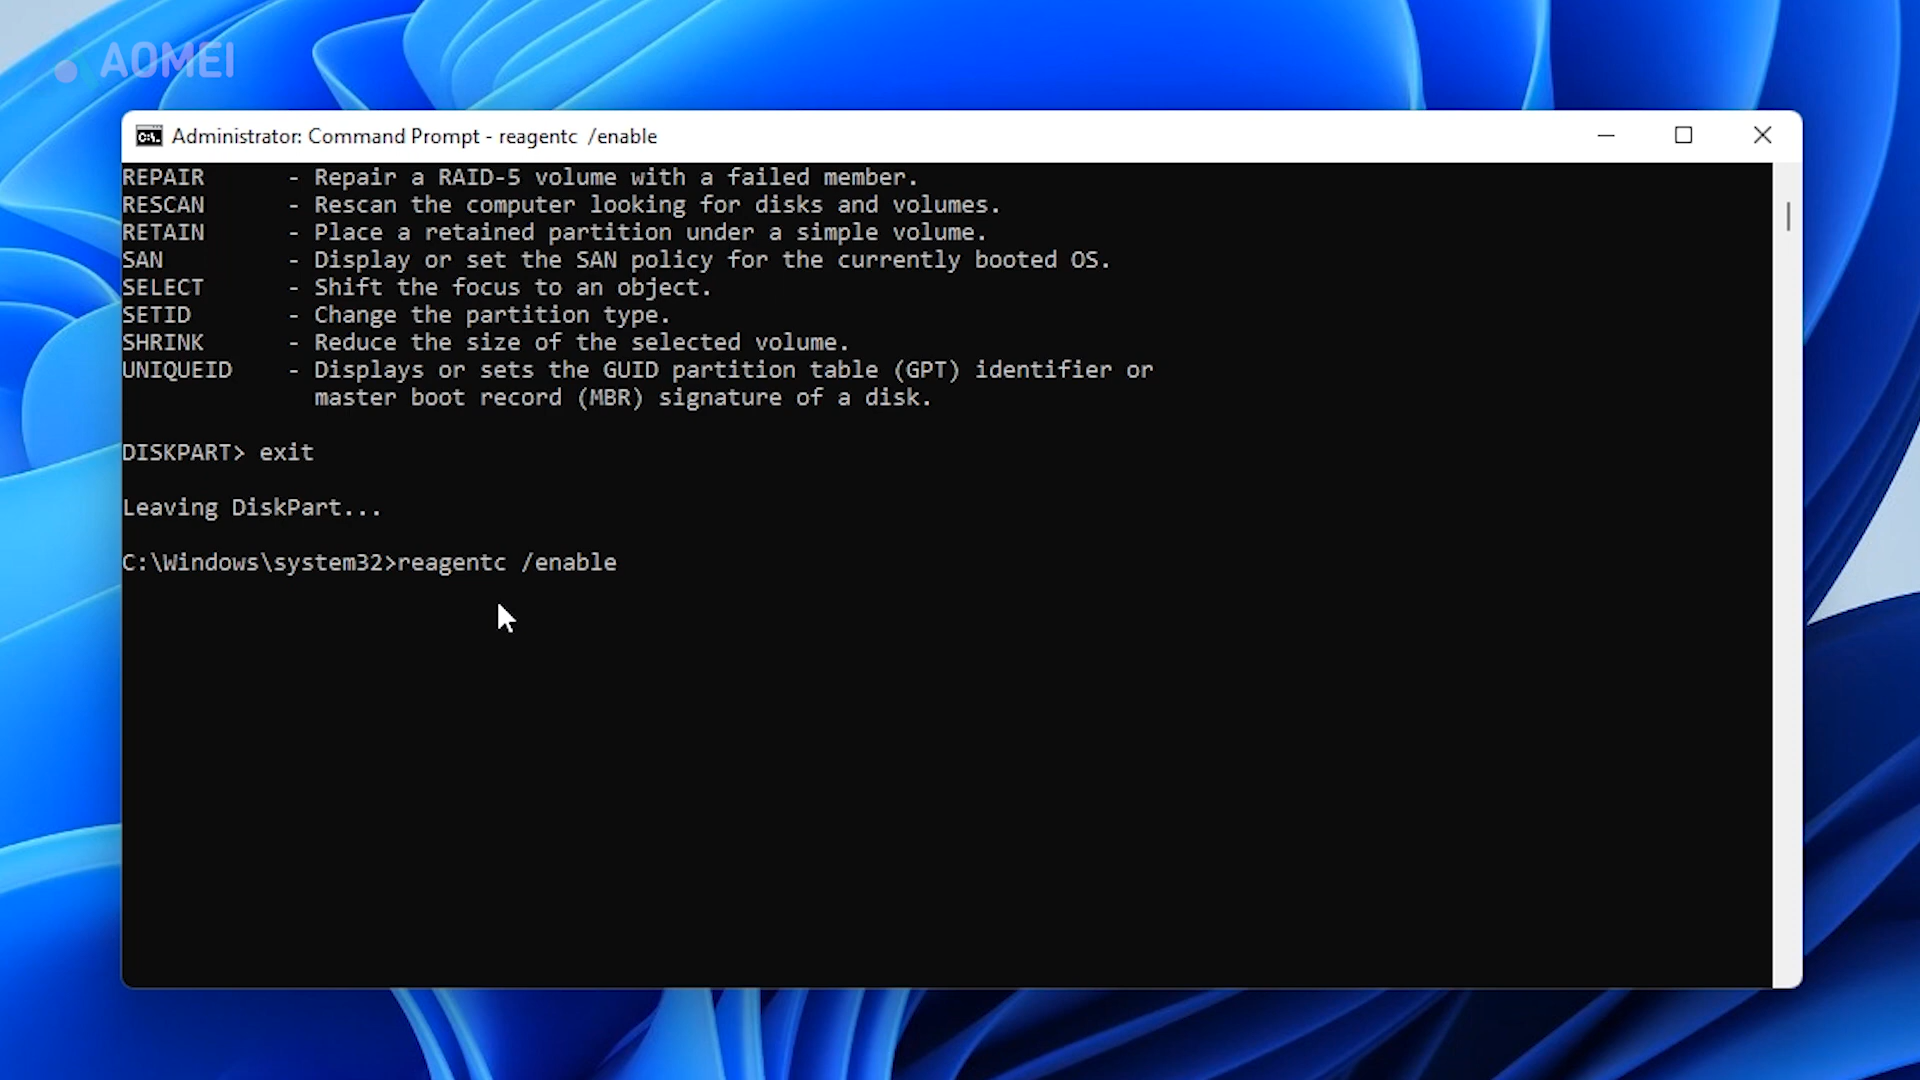 AOMEI
Administrator: Command Prompt - reagentc /enable
REPAIR - Repair a RAID-5 volume with a failed member.
RESCAN - Rescan the computer looking for disks and volumes.
RETAIN - Place a retained partition under a simple volume.
SAN - Display or set the SAN policy for the currently booted OS.
SELECT - Shift the focus to an object.
SETID - Change the partition type.
SHRINK - Reduce the size of the selected volume.
UNIQUEID - Displays or sets the GUID partition table (GPT) identifier or
master boot record (MBR) signature of a disk.
DISKPART> exit
Leaving DiskPart...
C:\Windows\system32>reagentc /enable